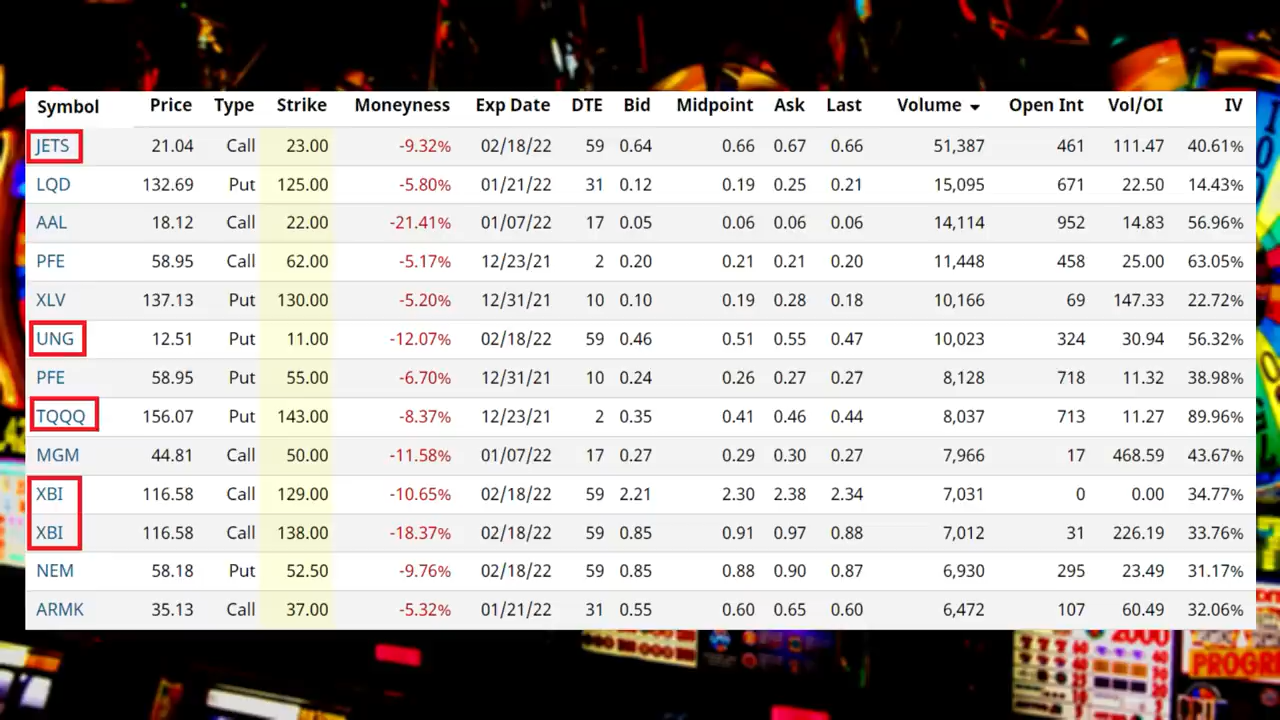 Symbol Price Type Strike Moneyness Exp Date DTE Bid Midpoint Ask Last Volume Open Int Vol/OI IV
JETS 21.04 Call 23.00 -9.32% 02/18/22 59 0.64 0.66 0.67 0.66 51,387 461 111.47 40.61%
LQD 132.69 Put 125.00 -5.80% 01/21/22 31 0.12 0.19 0.25 0.21 15,095 671 22.50 14.43%
AAL 18.12 Call 22.00 -21.41% 01/07/22 17 0.05 0.06 0.06 0.06 14,114 952 14.83 56.96%
PFE 58.95 Call 62.00 -5.17% 12/23/21 2 0.20 0.21 0.21 0.20 11,448 458 25.00 63.05%
XLV 137.13 Put 130.00 -5.20% 12/31/21 10 0.10 0.19 0.28 0.18 10,166 69 147.33 22.72%
UNG 12.51 Put 11.00 -12.07% 02/18/22 59 0.46 0.51 0.55 0.47 10,023 324 30.94 56.32%
PFE 58.95 Put 55.00 -6.70% 12/31/21 10 0.24 0.26 0.27 0.27 8,128 718 11.32 38.98%
TQQQ 156.07 Put 143.00 -8.37% 12/23/21 2 0.35 0.41 0.46 0.44 8,037 713 11.27 89.96%
MGM 44.81 Call 50.00 -11.58% 01/07/22 17 0.27 0.29 0.30 0.27 7,966 17 468.59 43.67%
XBI 116.58 Call 129.00 -10.65% 02/18/22 59 2.21 2.30 2.38 2.34 7,031 0 0.00 34.77%
XBI 116.58 Call 138.00 -18.37% 02/18/22 59 0.85 0.91 0.97 0.88 7,012 31 226.19 33.76%
NEM 58.18 Put 52.50 -9.76% 02/18/22 59 0.85 0.88 0.90 0.87 6,930 295 23.49 31.17%
ARMK 35.13 Call 37.00 -5.32% 01/21/22 31 0.55 0.60 0.65 0.60 6,472 107 60.49 32.06%
PROGRE